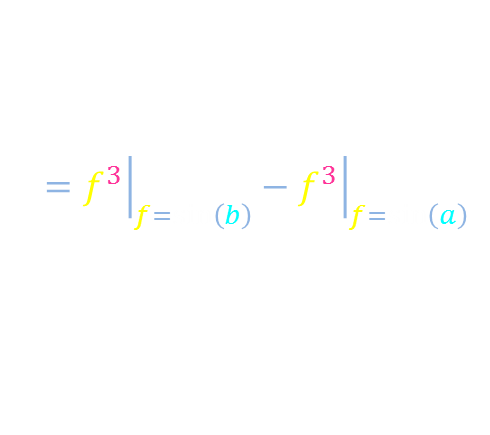 = f³|f= (b) − f³|f= (a)